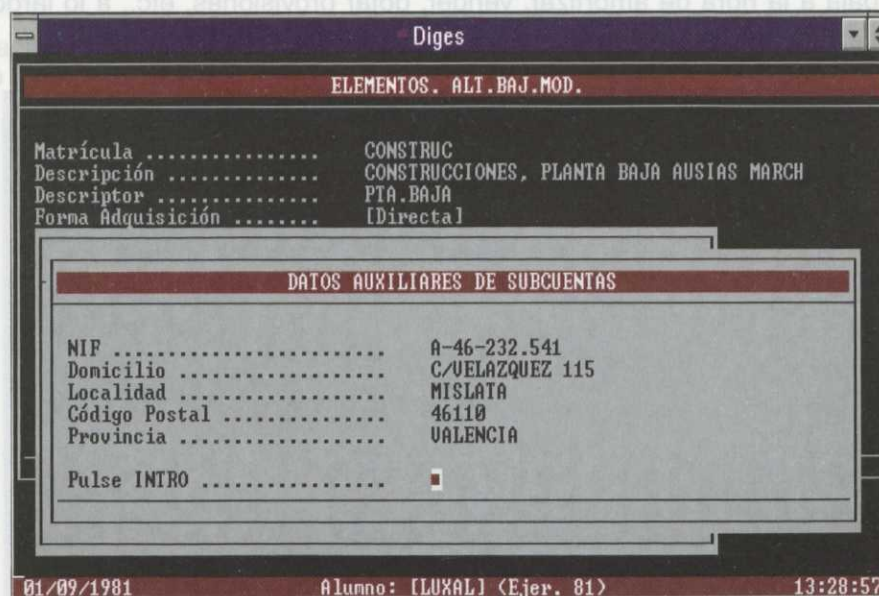 Diges
ELEMENTOS. ALT.BAJ.MOD.
Matrícula ................ CONSTRUC
Descripción .............. CONSTRUCCIONES, PLANTA BAJA AUSIAS MARCH
Descriptor ............... PTA.BAJA
Forma Adquisición ........ [Directa]
DATOS AUXILIARES DE SUBCUENTAS
NIF ......................... A-46-232.541
Domicilio ................... C/VELAZQUEZ 115
Localidad ................... MISLATA
Código Postal ............... 46110
Provincia ................... VALENCIA
Pulse INTRO .................
01/09/1981 Alumno: [LUXAL] (Ejer. 81) 13:28:57